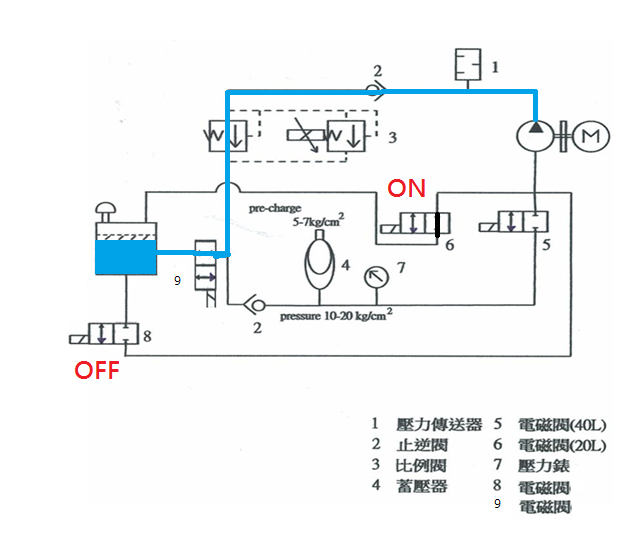 2
1
M
3
ON
pre-charge
5-7kg/cm²
6
5
9
4
7
2
pressure 10-20 kg/cm²
8
OFF
1 壓力傳送器 5 電磁閥(40L)
2 止逆閥 6 電磁閥(20L)
3 比例閥 7 壓力錶
4 蓄壓器 8 電磁閥
9 電磁閥